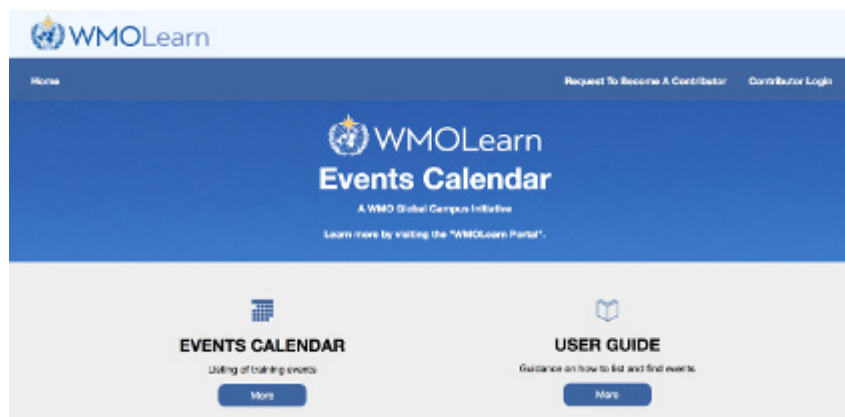 WMOLearn
Home Request To Become A Contributor Contributor Login
WMOLearn
Events Calendar
A WMO Global Campus Initiative
Learn more by visiting the "WMOLearn Portal".
EVENTS CALENDAR USER GUIDE
Listing of training events Guidance on how to list and find events.
More More